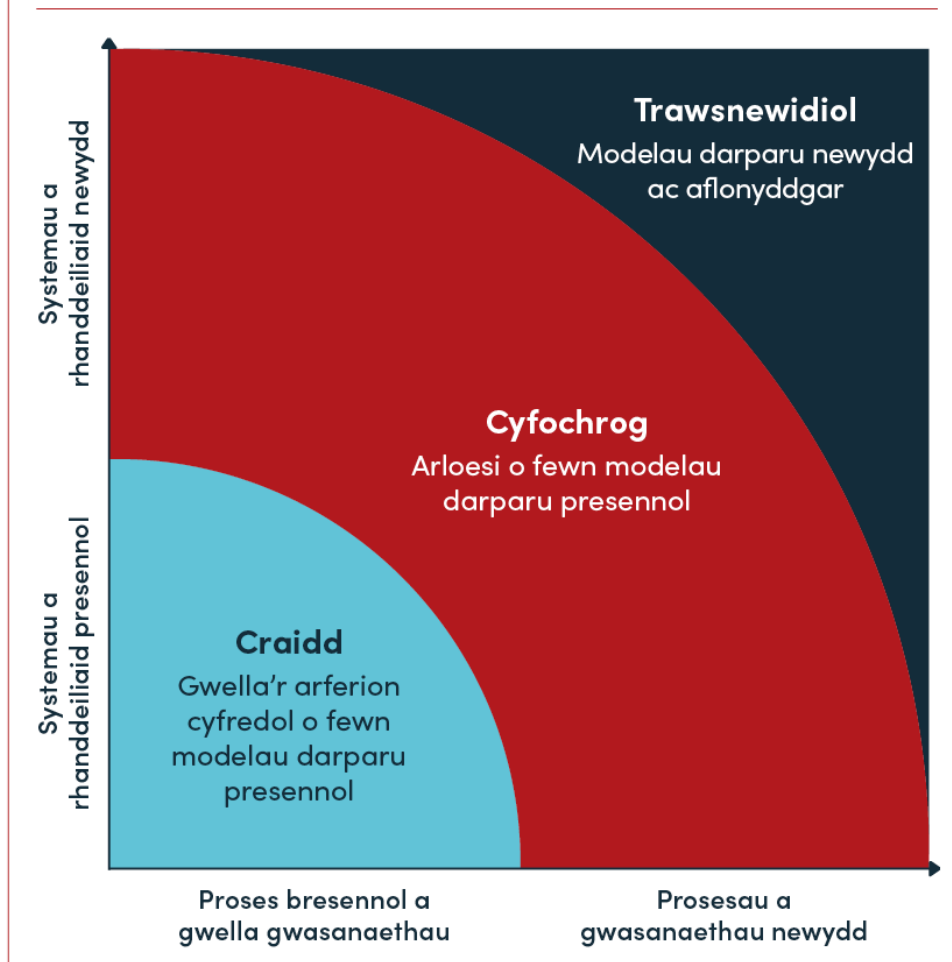 Systemau a
rhanddeiliaid newydd
Trawsnewidiol
Modelau darparu newydd
ac aflonyddgar
Cyfochrog
Arloesi o fewn modelau
darparu presennol
Systemau a
rhanddeiliaid presennol
Craidd
Gwella’r arferion
cyfredol o fewn
modelau darparu
presennol
Proses bresennol a
gwella gwasanaethau
Prosesau a
gwasanaethau newydd